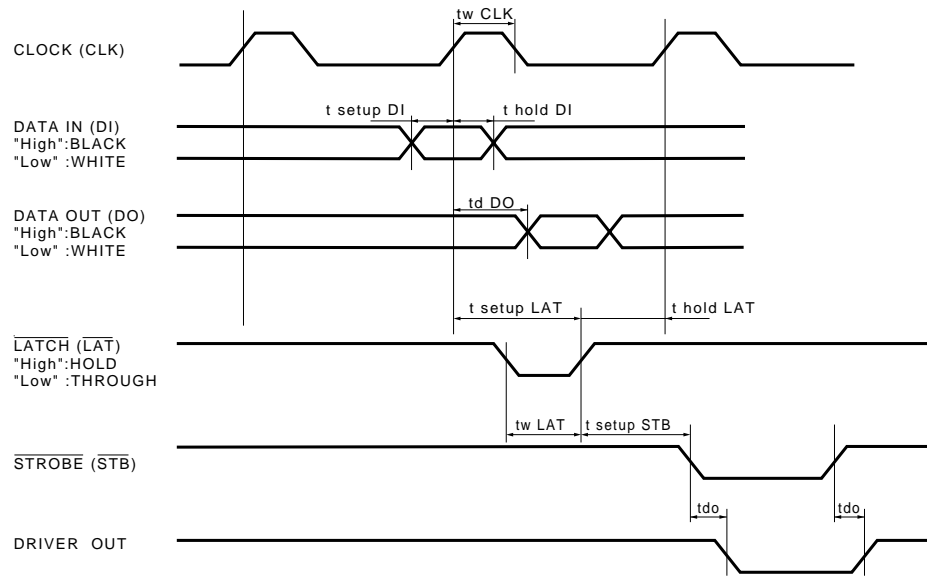 tw CLK
CLOCK (CLK)
t setup DI
t hold DI
DATA IN (DI)
"High":BLACK
"Low" :WHITE
td DO
DATA OUT (DO)
"High":BLACK
"Low" :WHITE
t setup LAT
t hold LAT
LATCH (LAT)
"High":HOLD
"Low" :THROUGH
tw LAT
t setup STB
STROBE (STB)
tdo
tdo
DRIVER OUT